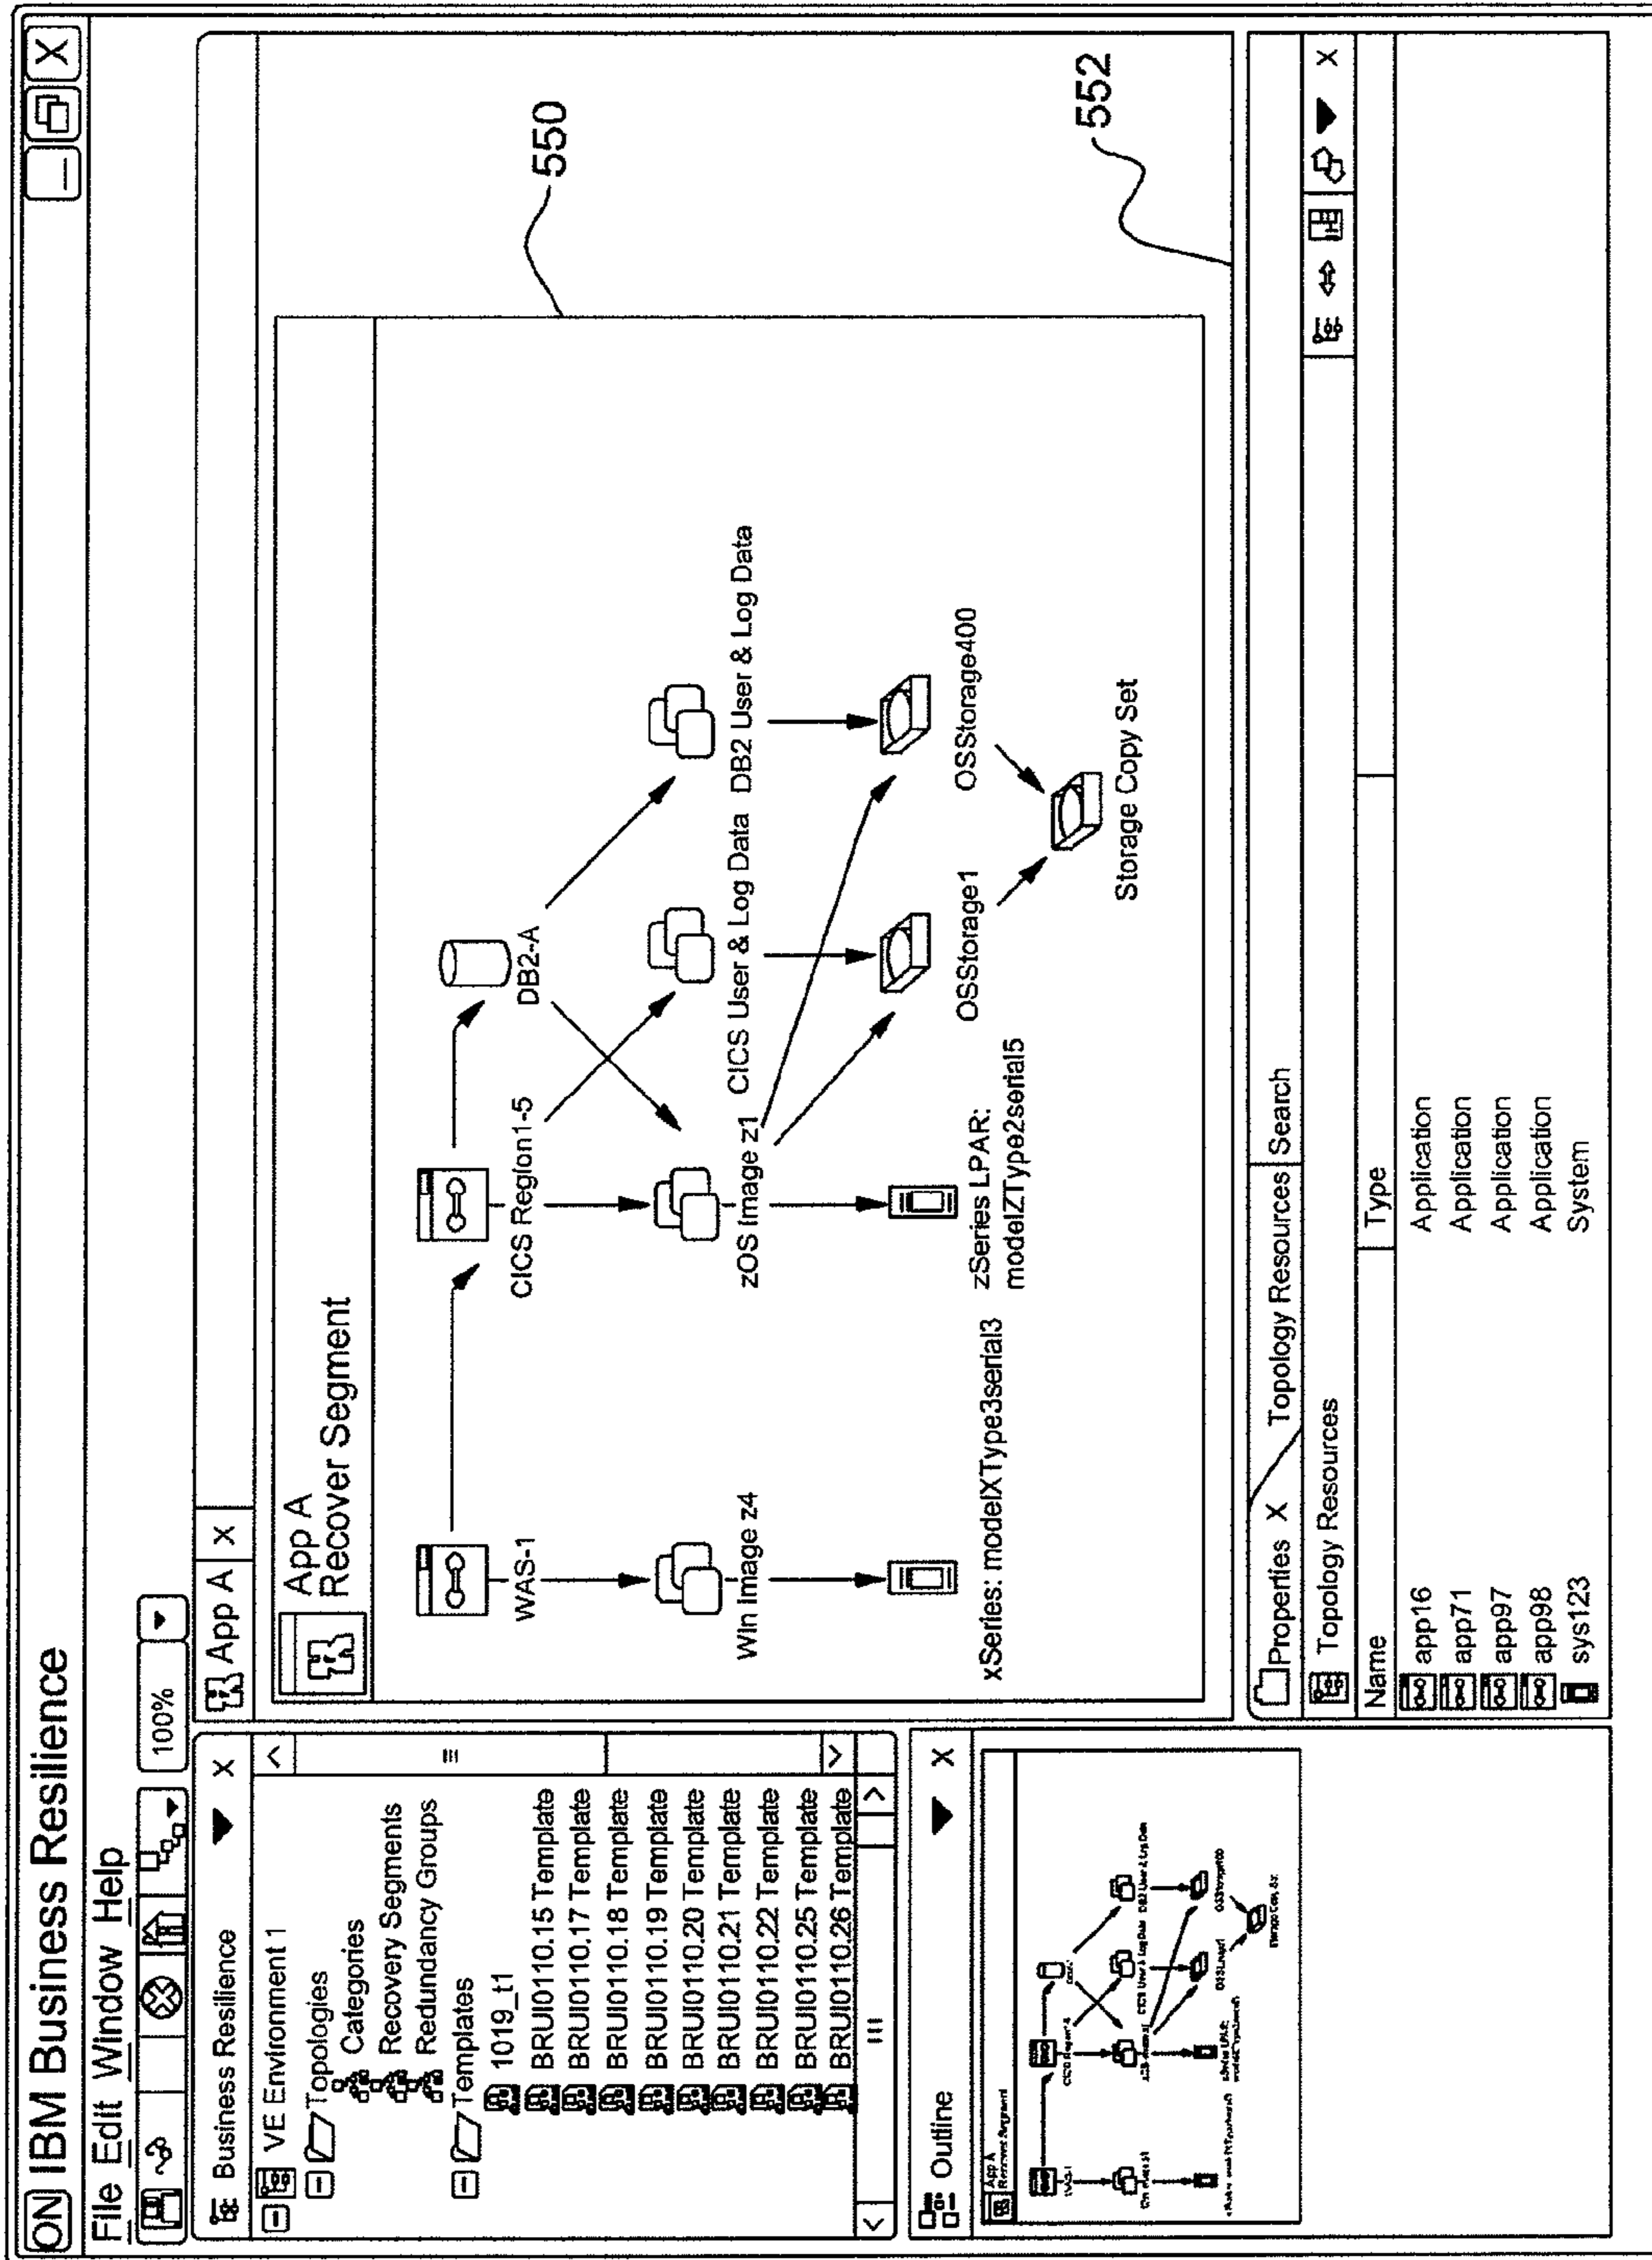 ON IBM Business Resilience
_ X
File Edit Window Help
100%
Business Resilience X
VE Environment 1
Topologies
Categories
Recovery Segments
Redundancy Groups
Templates
1019_t1
BRUI0110.15 Template
BRUI0110.17 Template
BRUI0110.18 Template
BRUI0110.19 Template
BRUI0110.20 Template
BRUI0110.21 Template
BRUI0110.22 Template
BRUI0110.25 Template
BRUI0110.26 Template
Outline X
App A
Recover Segment
App A X
App A
Recover Segment
WAS-1
CICS Region1-5
DB2-A
Win Image z4
zOS Image z1
CICS User & Log Data
DB2 User & Log Data
xSeries: modelXType3serial3
zSeries LPAR:
modelZType2serial5
OSStorage1
OSStorage400
Storage Copy Set
550
552
Properties X Topology Resources Search
Topology Resources X
Name Type
app16 Application
app71 Application
app97 Application
app98 Application
sys123 System